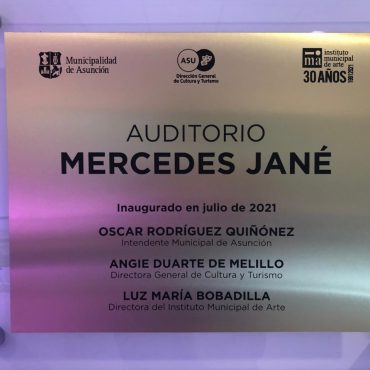 Municipalidad
de Asunción
ASU
Dirección General
de Cultura y Turismo
ima
instituto
municipal
de arte
30 AÑOS
1991/2021
AUDITORIO
MERCEDES JANÉ
Inaugurado en julio de 2021
OSCAR RODRÍGUEZ QUIÑÓNEZ
Intendente Municipal de Asunción
ANGIE DUARTE DE MELILLO
Directora General de Cultura y Turismo
LUZ MARÍA BOBADILLA
Directora del Instituto Municipal de Arte